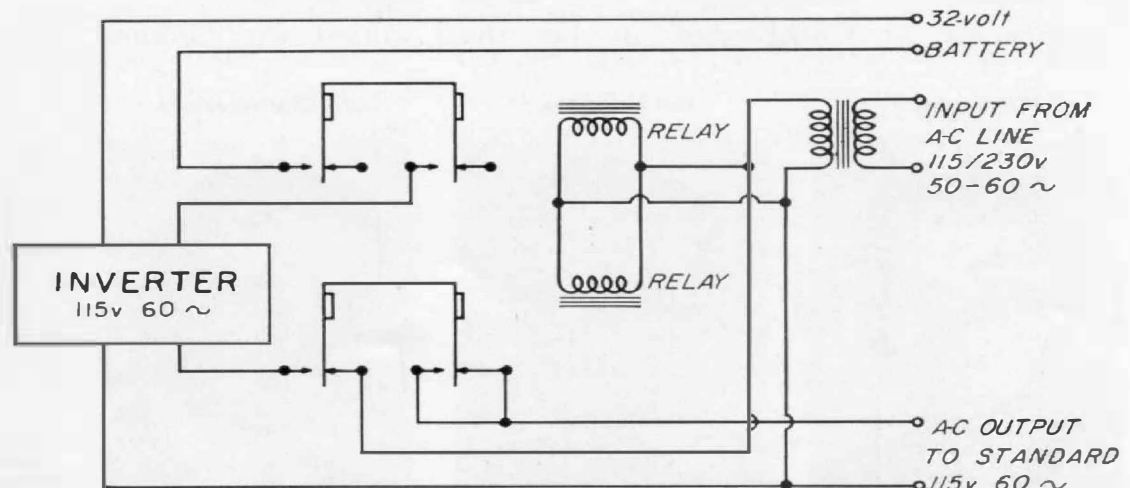 32-volt
BATTERY
RELAY
INPUT FROM
A-C LINE
115/230v
50-60 ~
INVERTER
115v 60 ~
RELAY
A-C OUTPUT
TO STANDARD
115v 60 ~